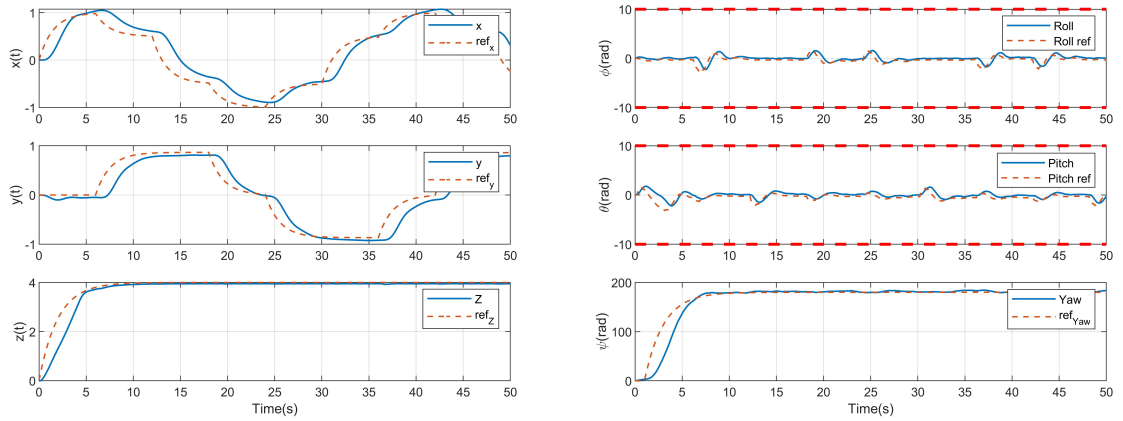 1
0
-1
x(t)
x
ref_x
0 5 10 15 20 25 30 35 40 45 50
1
0
-1
y(t)
y
ref_y
0 5 10 15 20 25 30 35 40 45 50
4
2
0
z(t)
Z
ref_Z
0 5 10 15 20 25 30 35 40 45 50
Time(s)
10
0
-10
ϕ(rad)
Roll
Roll ref
0 5 10 15 20 25 30 35 40 45 50
10
0
-10
θ(rad)
Pitch
Pitch ref
0 5 10 15 20 25 30 35 40 45 50
200
100
0
ψ(rad)
Yaw
ref_Yaw
0 5 10 15 20 25 30 35 40 45 50
Time(s)